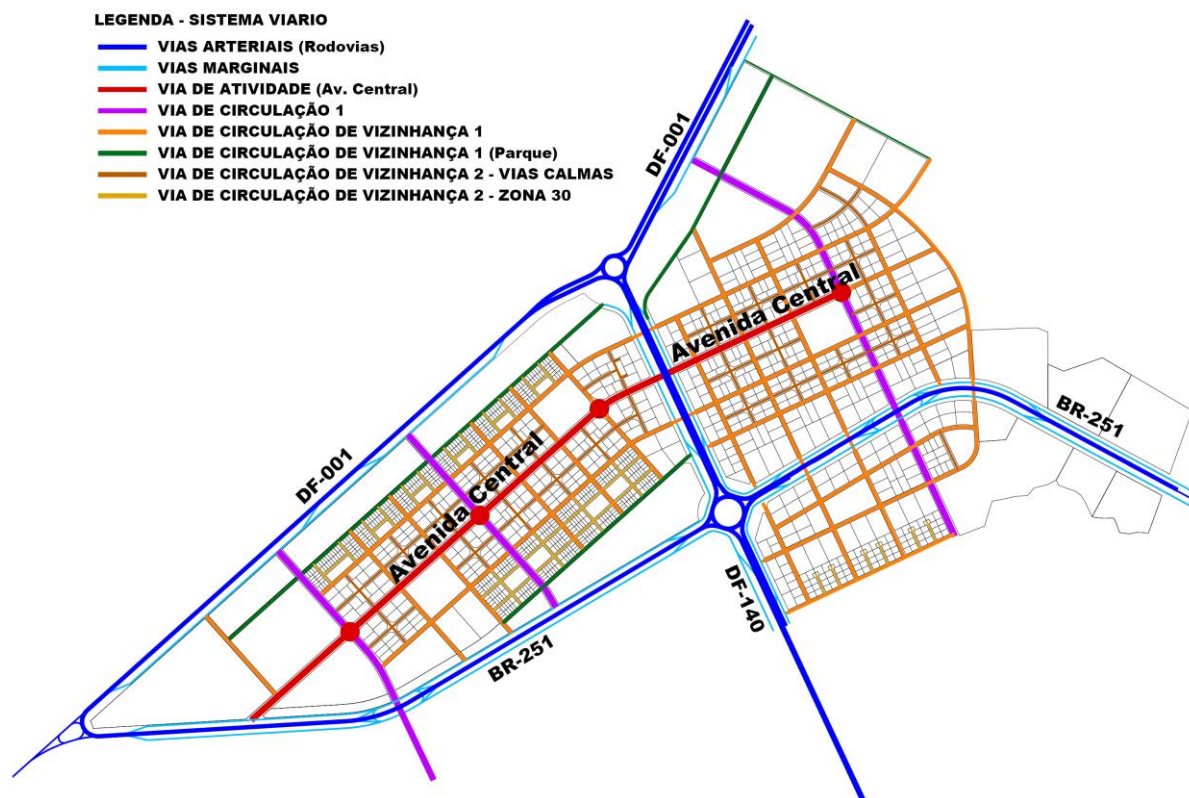 LEGENDA - SISTEMA VIARIO
VIAS ARTERIAIS (Rodovias)
VIAS MARGINAIS
VIA DE ATIVIDADE (Av. Central)
VIA DE CIRCULAÇÃO 1
VIA DE CIRCULAÇÃO DE VIZINHANÇA 1
VIA DE CIRCULAÇÃO DE VIZINHANÇA 1 (Parque)
VIA DE CIRCULAÇÃO DE VIZINHANÇA 2 - VIAS CALMAS
VIA DE CIRCULAÇÃO DE VIZINHANÇA 2 - ZONA 30
DF-001
Avenida Central
BR-251
DF-001
Avenida Central
DF-140
BR-251